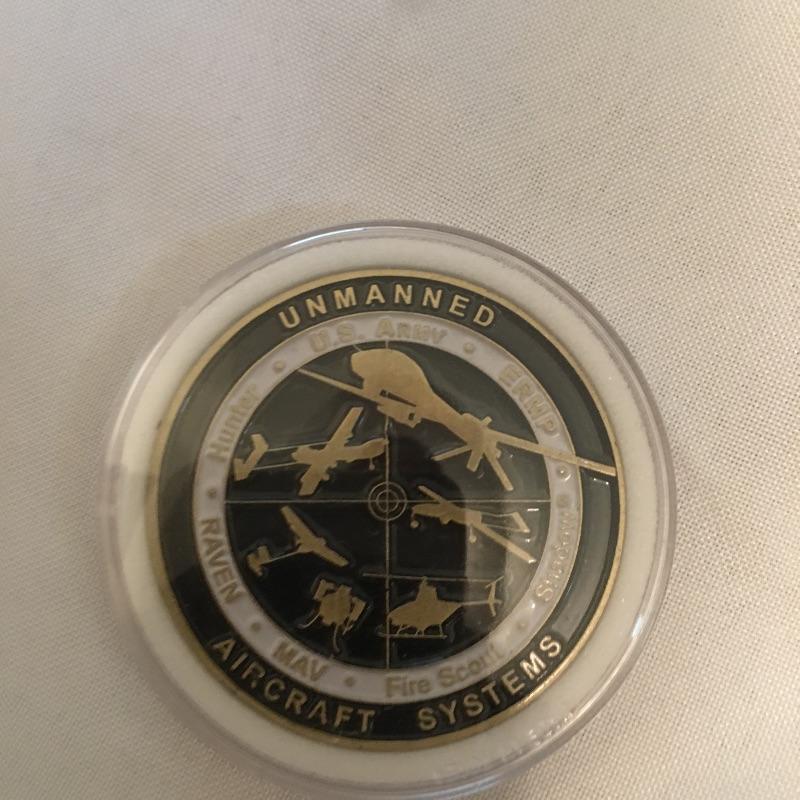 UNMANNED
AIRCRAFT SYSTEMS
U.S. ARMY
ERMP
Shadow
Fire Scout
MAV
RAVEN
Hunter